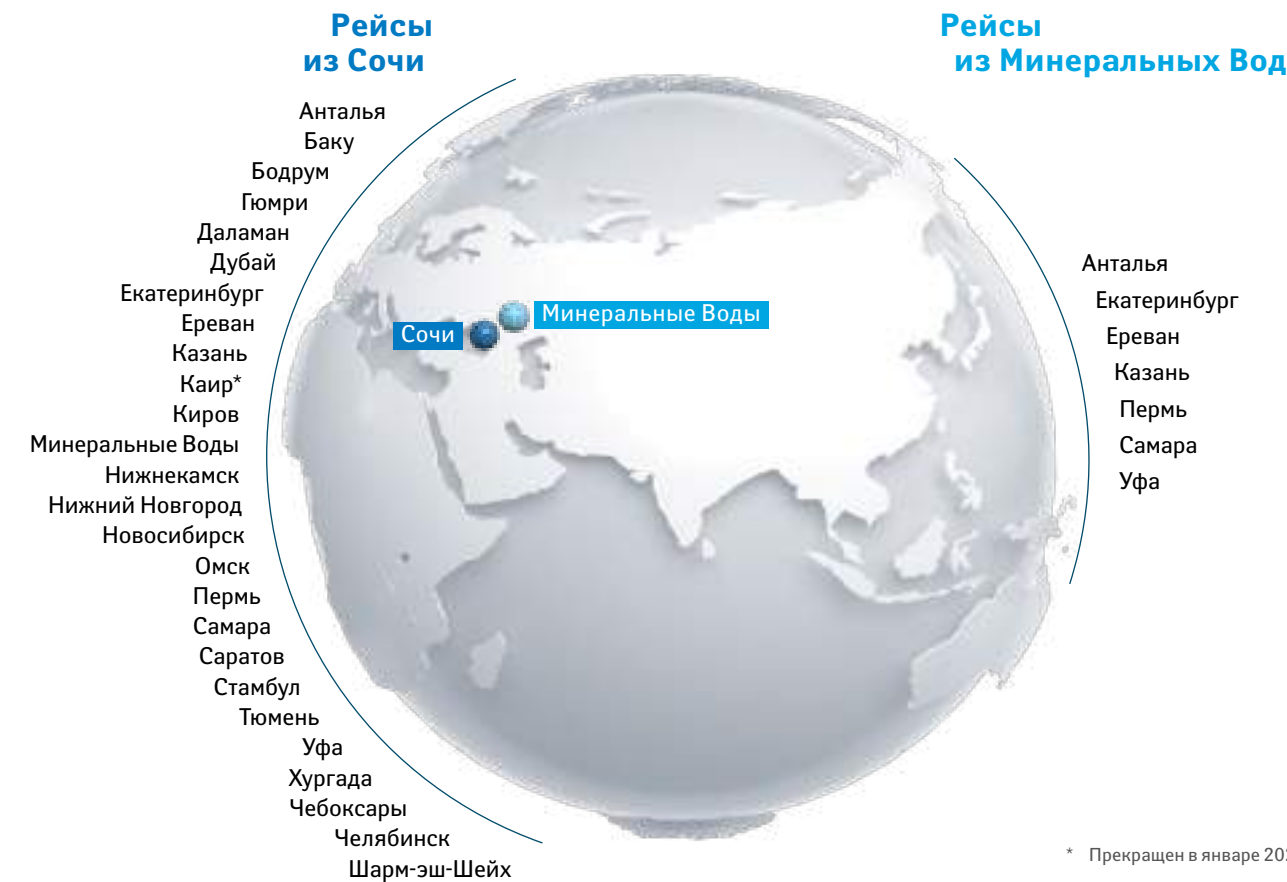 Рейсы
из Сочи
Анталья
Баку
Бодрум
Гюмри
Даламан
Дубай
Екатеринбург
Ереван
Казань
Каир*
Киров
Минеральные Воды
Нижнекамск
Нижний Новгород
Новосибирск
Омск
Пермь
Самара
Саратов
Стамбул
Тюмень
Уфа
Хургада
Чебоксары
Челябинск
Шарм-эш-Шейх
Сочи
Минеральные Воды
Рейсы
из Минеральных Вод
Анталья
Екатеринбург
Ереван
Казань
Пермь
Самара
Уфа
* Прекращен в январе